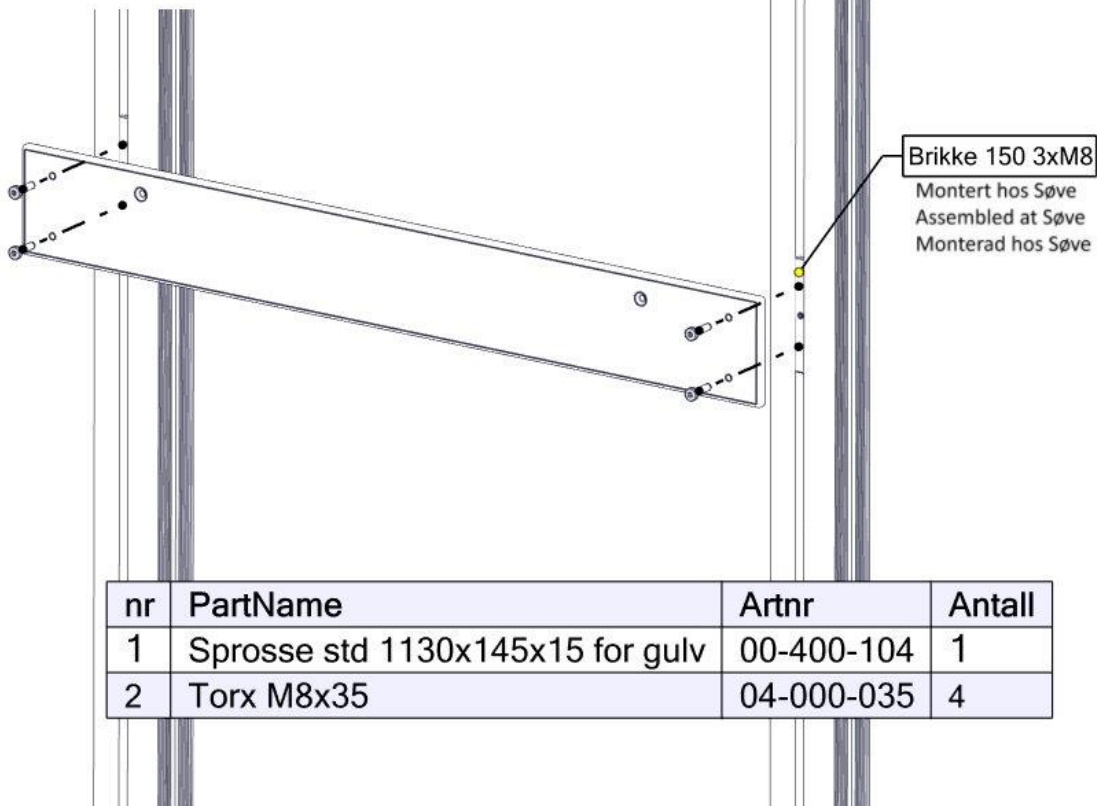 Brikke 150 3xM8
Montert hos Søve
Assembled at Søve
Monterad hos Søve
nr PartName Artnr Antall
1 Sprosse std 1130x145x15 for gulv 00-400-104 1
2 Torx M8x35 04-000-035 4